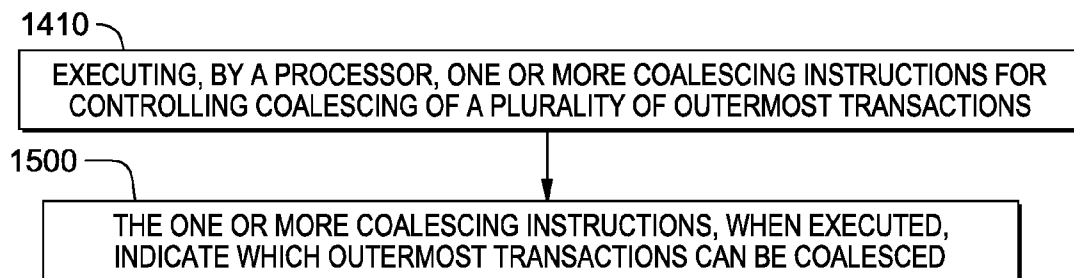 1410
EXECUTING, BY A PROCESSOR, ONE OR MORE COALESCING INSTRUCTIONS FOR
CONTROLLING COALESCING OF A PLURALITY OF OUTERMOST TRANSACTIONS
1500
THE ONE OR MORE COALESCING INSTRUCTIONS, WHEN EXECUTED,
INDICATE WHICH OUTERMOST TRANSACTIONS CAN BE COALESCED